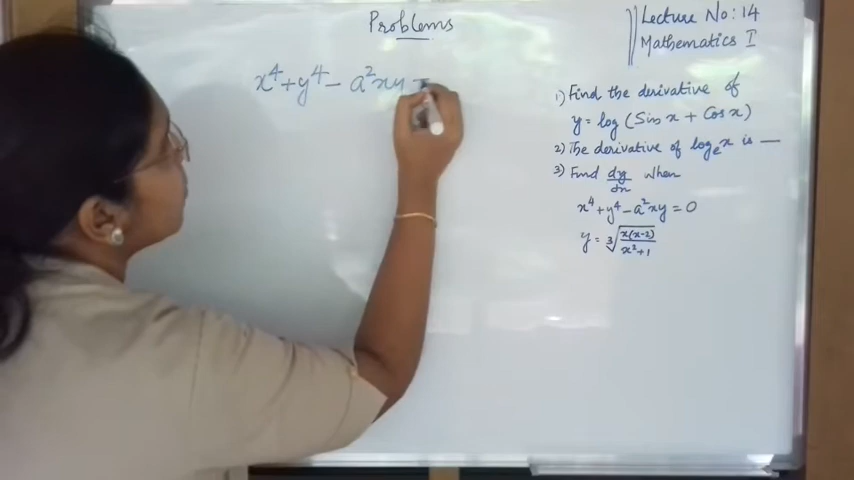 Problems
x⁴+y⁴− a²xy =
Lecture No: 14
Mathematics I
1) Find the derivative of
y = log (Sin x + Cos x)
2) The derivative of logₑx is —
3) Find dy/dx when
x⁴+y⁴−a²xy = 0
y = ∛(x(x-2)/(x²+1))